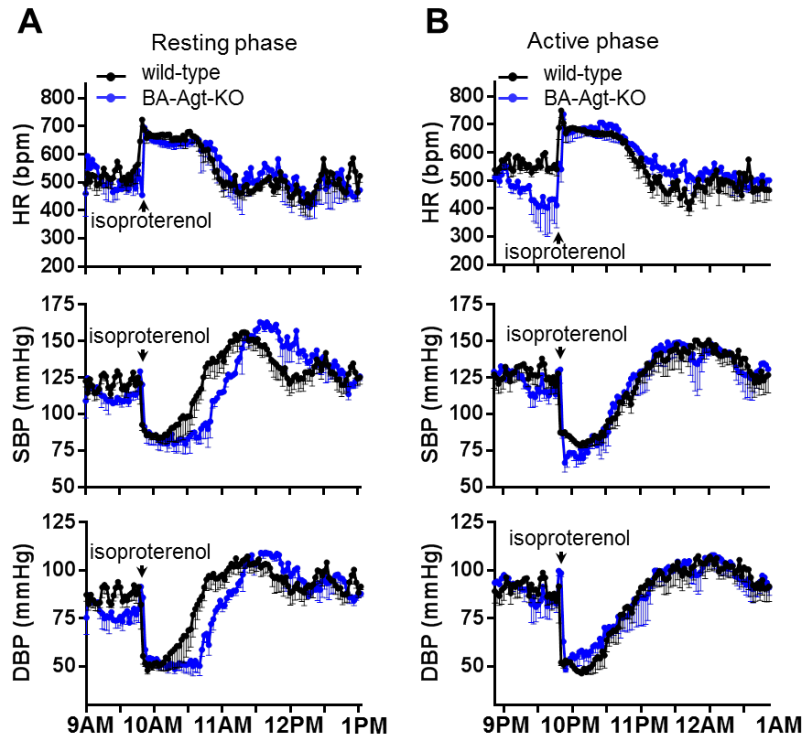 A
Resting phase
wild-type
BA-Agt-KO
HR (bpm)
800
700
600
500
400
300
200
isoproterenol
SBP (mmHg)
175
150
125
100
75
50
isoproterenol
DBP (mmHg)
125
100
75
50
isoproterenol
9AM 10AM 11AM 12PM 1PM
B
Active phase
wild-type
BA-Agt-KO
HR (bpm)
800
700
600
500
400
300
200
isoproterenol
SBP (mmHg)
175
150
125
100
75
50
isoproterenol
DBP (mmHg)
125
100
75
50
isoproterenol
9PM 10PM 11PM 12AM 1AM